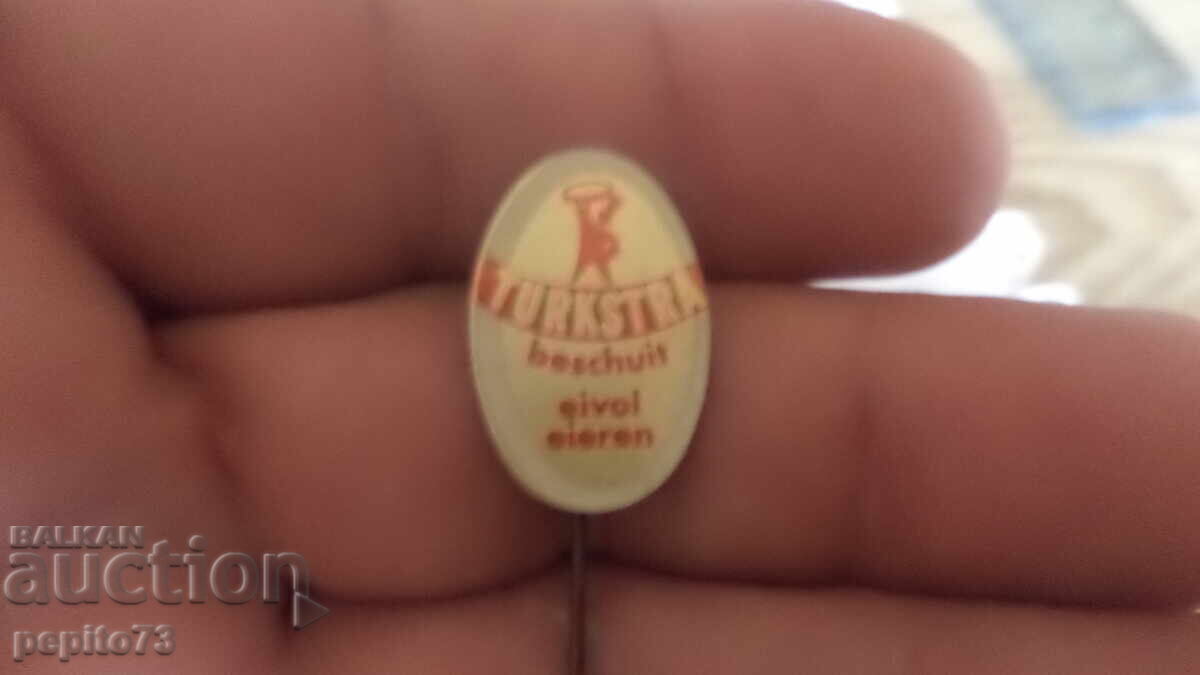 TURKSTRA
beschuit
eivol
eieren
BALKAN
auction
pepito73